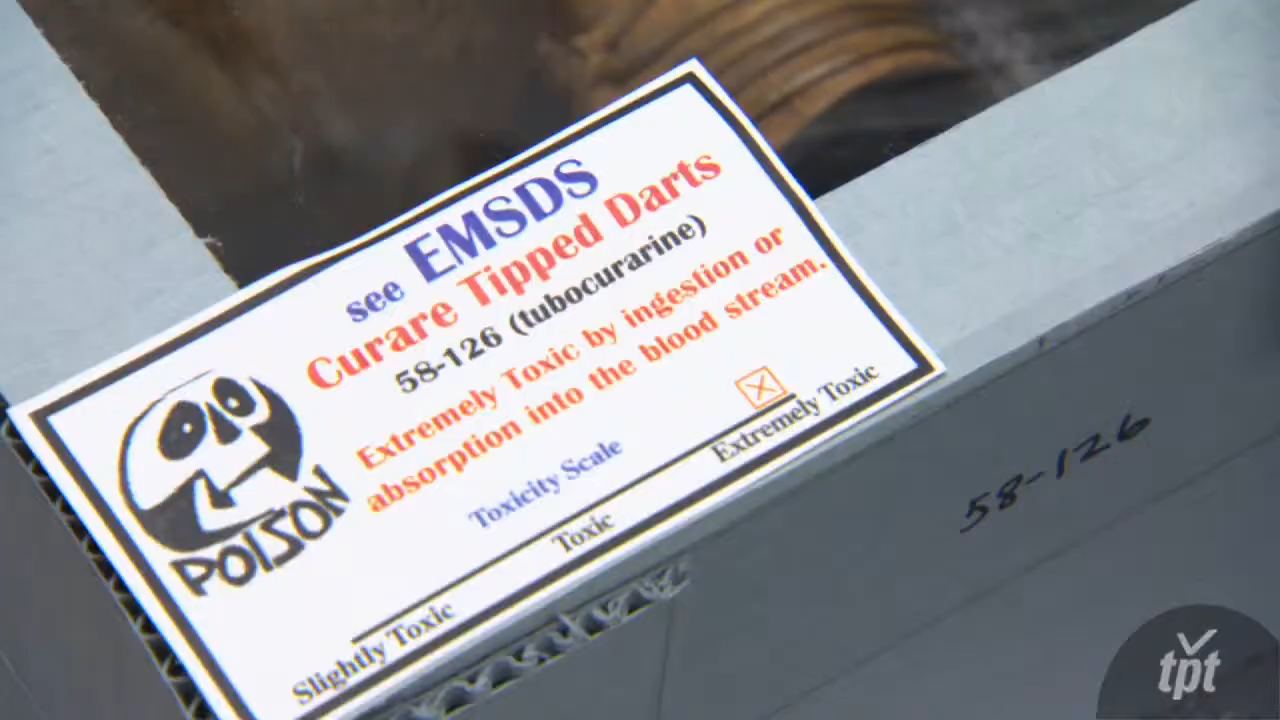 see EMSDS
Curare Tipped Darts
58-126 (tubocurarine)
Extremely Toxic by ingestion or
absorption into the blood stream.
POISON
Toxicity Scale
Slightly Toxic
Toxic
Extremely Toxic
58-126
tpt